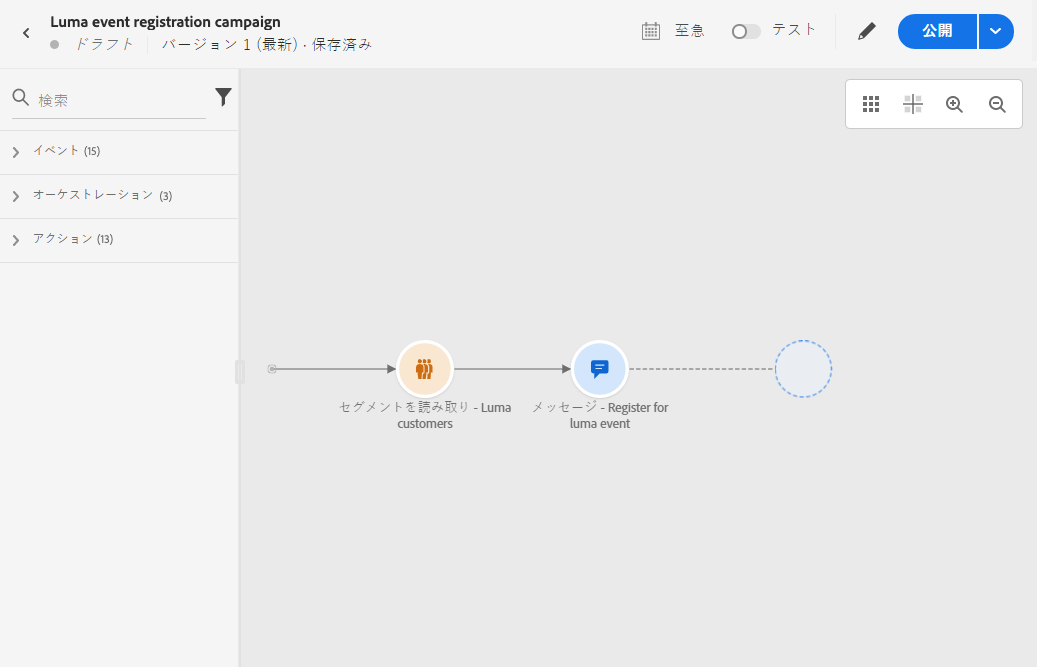 Luma event registration campaign
ドラフト バージョン 1 (最新) · 保存済み
至急
テスト
公開
検索
イベント (15)
オーケストレーション (3)
アクション (13)
セグメントを読み取り - Luma
customers
メッセージ - Register for
luma event